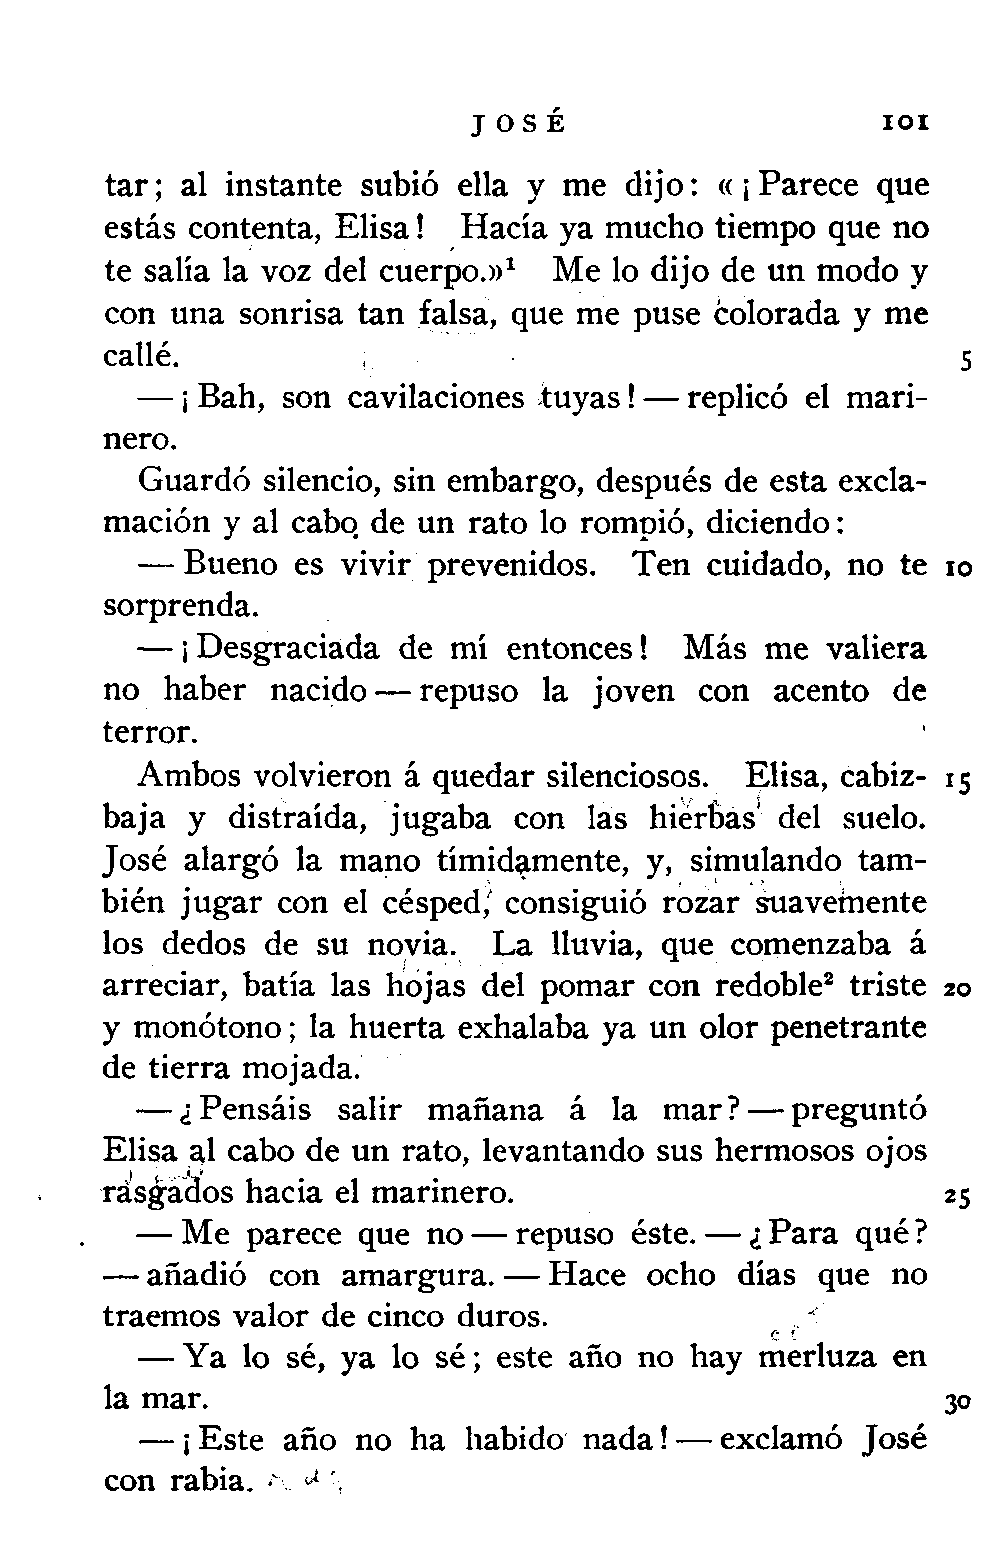 JOSÉ 101
tar; al instante subió ella y me dijo: «¡Parece que
estás contenta, Elisa! Hacía ya mucho tiempo que no
te salía la voz del cuerpo.»¹ Me lo dijo de un modo y
con una sonrisa tan falsa, que me puse colorada y me
callé. 5
—¡Bah, son cavilaciones tuyas!—replicó el mari-
nero.
Guardó silencio, sin embargo, después de esta excla-
mación y al cabo de un rato lo rompió, diciendo:
—Bueno es vivir prevenidos. Ten cuidado, no te 10
sorprenda.
—¡Desgraciada de mí entonces! Más me valiera
no haber nacido—repuso la joven con acento de
terror.
Ambos volvieron á quedar silenciosos. Elisa, cabiz- 15
baja y distraída, jugaba con las hierbas del suelo.
José alargó la mano tímidamente, y, simulando tam-
bién jugar con el césped, consiguió rozar suavemente
los dedos de su novia. La lluvia, que comenzaba á
arreciar, batía las hojas del pomar con redoble² triste 20
y monótono; la huerta exhalaba ya un olor penetrante
de tierra mojada.
—¿Pensáis salir mañana á la mar?—preguntó
Elisa al cabo de un rato, levantando sus hermosos ojos
rasgados hacia el marinero. 25
—Me parece que no—repuso éste.—¿Para qué?
—añadió con amargura.—Hace ocho días que no
traemos valor de cinco duros.
—Ya lo sé, ya lo sé; este año no hay merluza en
la mar. 30
—¡Este año no ha habido nada!—exclamó José
con rabia.